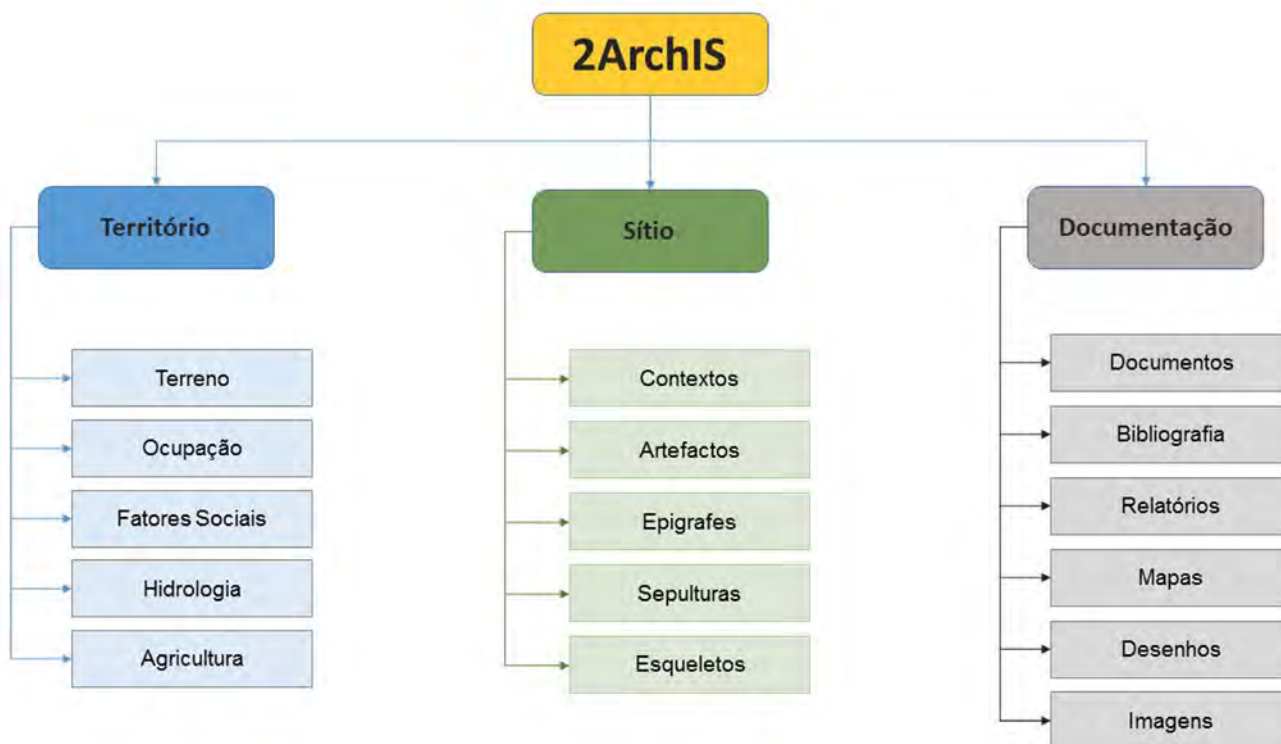 2ArchIS
Território
Sítio
Documentação
Terreno
Ocupação
Fatores Sociais
Hidrologia
Agricultura
Contextos
Artefactos
Epigrafes
Sepulturas
Esqueletos
Documentos
Bibliografia
Relatórios
Mapas
Desenhos
Imagens